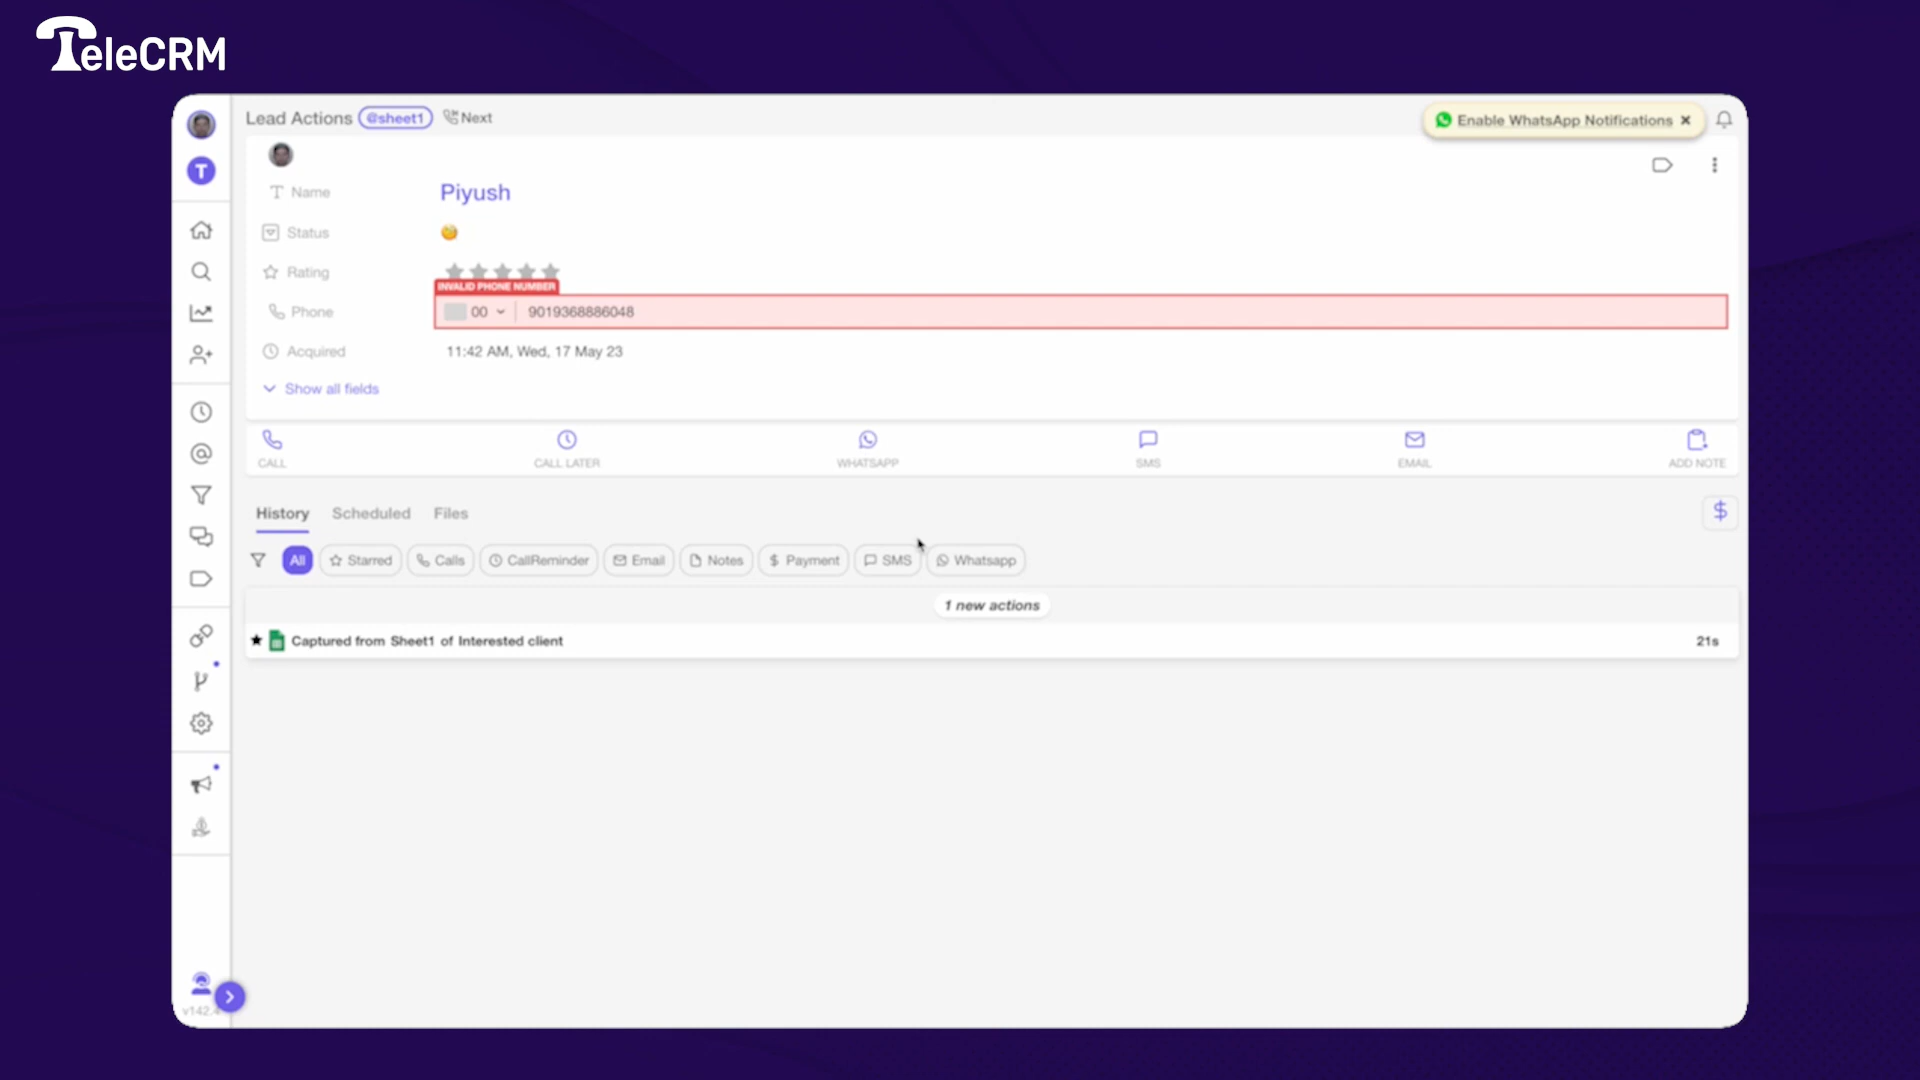 TeleCRM
Lead Actions @sheet1 Next
Enable WhatsApp Notifications ×
T
Name Piyush
Status
Rating
INVALID PHONE NUMBER
Phone 00 9019368886048
Acquired 11:42 AM, Wed, 17 May 23
Show all fields
CALL CALL LATER WHATSAPP SMS EMAIL ADD NOTE
History Scheduled Files $
All Starred Calls CallReminder Email Notes $ Payment SMS Whatsapp
1 new actions
Captured from Sheet1 of Interested client 21s